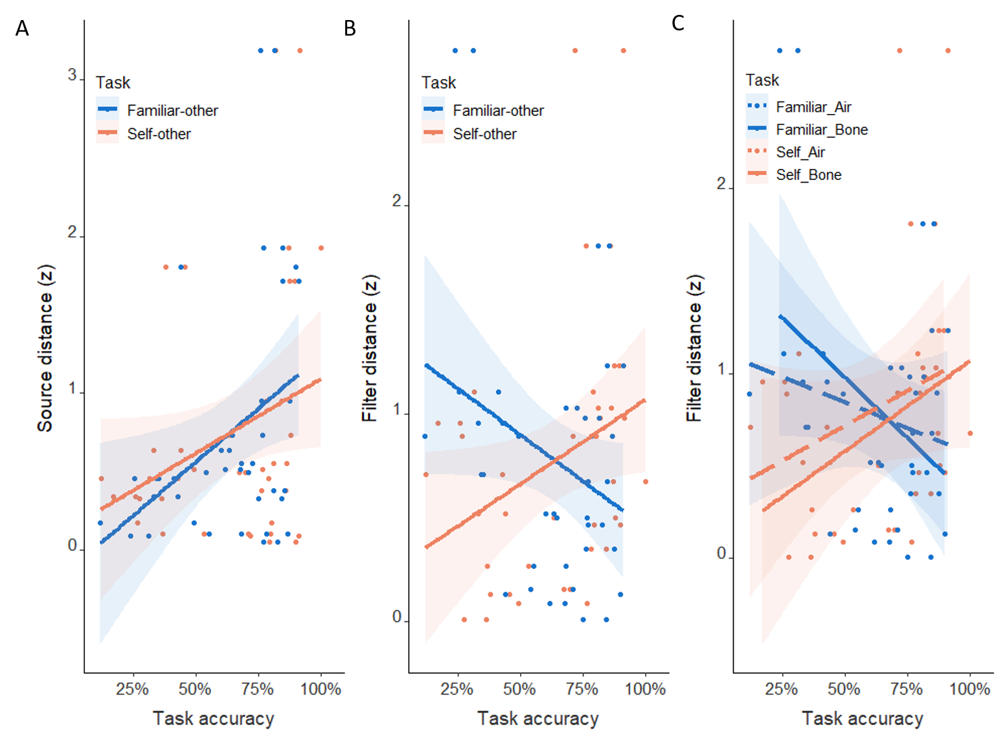 A
Source distance (z)
3
2
1
0
Task
Familiar-other
Self-other
25% 50% 75% 100%
Task accuracy
B
Filter distance (z)
2
1
0
Task
Familiar-other
Self-other
25% 50% 75% 100%
Task accuracy
C
Filter distance (z)
2
1
0
Task
Familiar_Air
Familiar_Bone
Self_Air
Self_Bone
25% 50% 75% 100%
Task accuracy